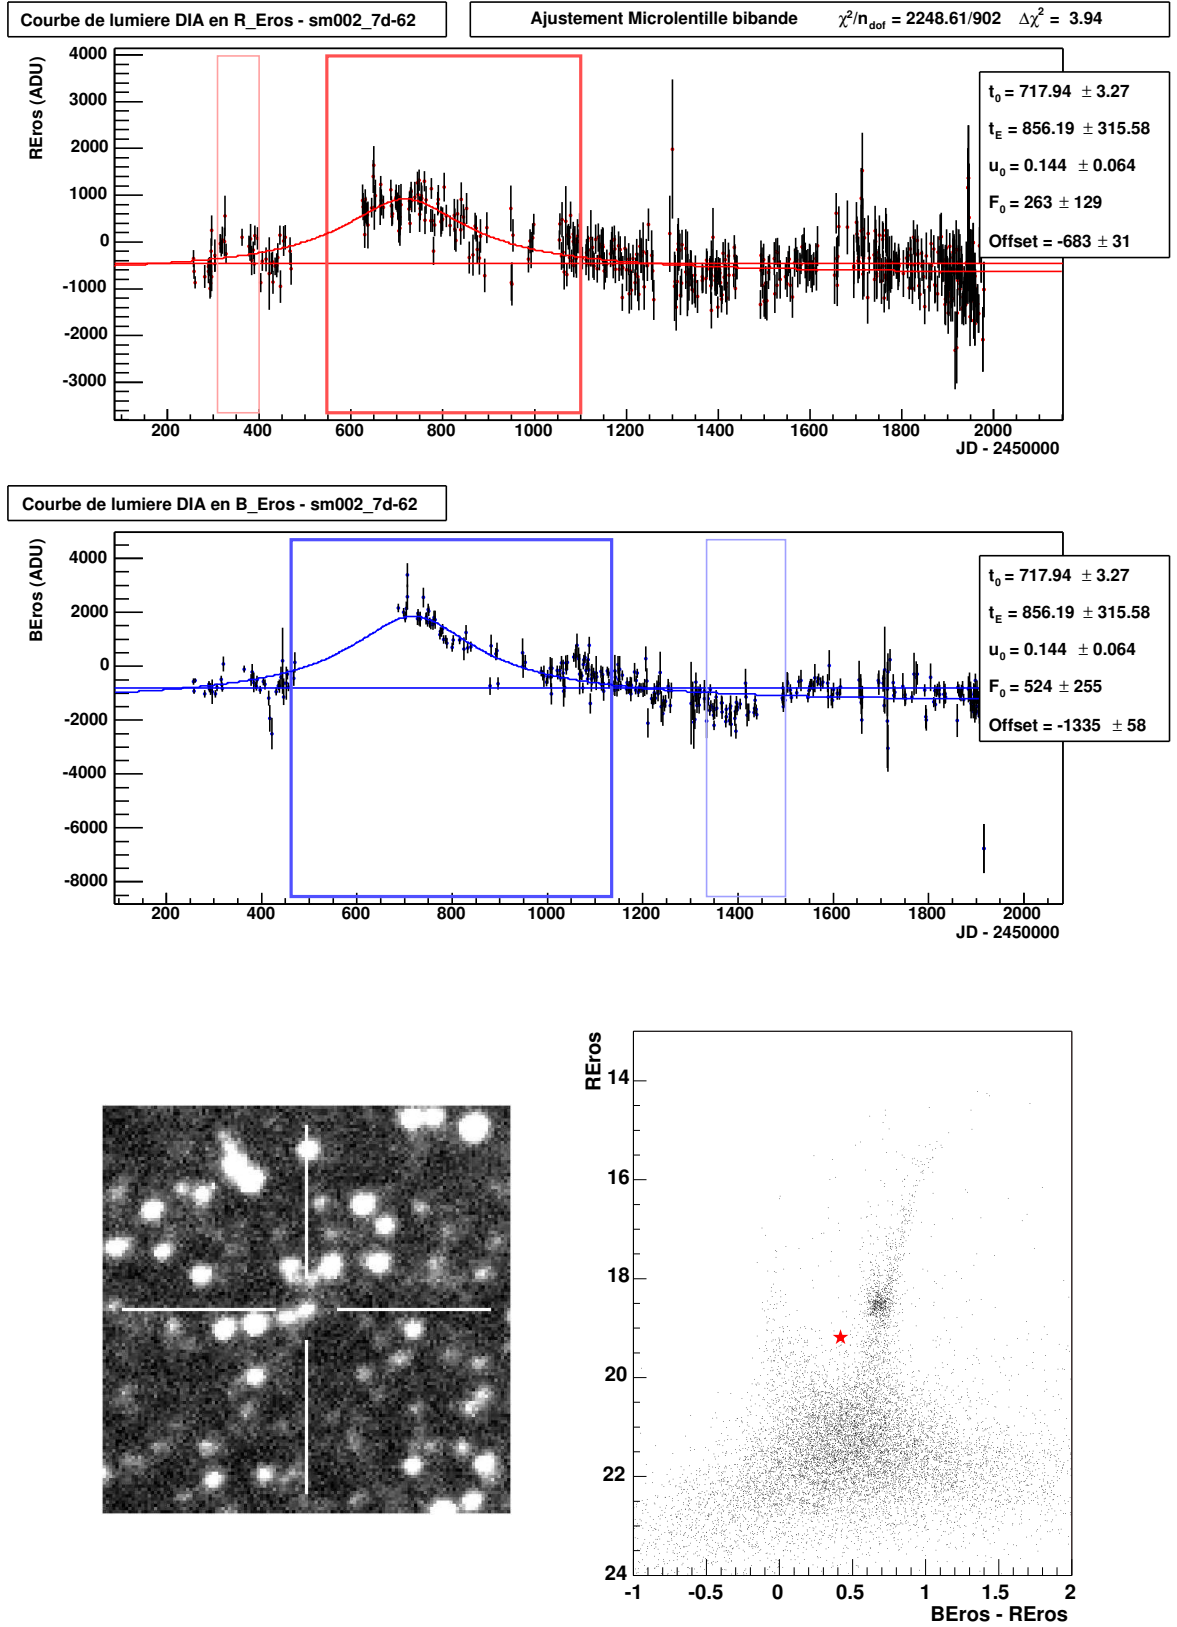 Courbe de lumiere DIA en R_Eros - sm002_7d-62
Ajustement Microlentille bibande χ²/n_dof = 2248.61/902 Δχ² = 3.94
REros (ADU)
4000
3000
2000
1000
0
-1000
-2000
-3000
t_0 = 717.94 ± 3.27
t_E = 856.19 ± 315.58
u_0 = 0.144 ± 0.064
F_0 = 263 ± 129
Offset = -683 ± 31
200 400 600 800 1000 1200 1400 1600 1800 2000
JD - 2450000
Courbe de lumiere DIA en B_Eros - sm002_7d-62
BEros (ADU)
4000
2000
0
-2000
-4000
-6000
-8000
t_0 = 717.94 ± 3.27
t_E = 856.19 ± 315.58
u_0 = 0.144 ± 0.064
F_0 = 524 ± 255
Offset = -1335 ± 58
200 400 600 800 1000 1200 1400 1600 1800 2000
JD - 2450000
REros
14
16
18
20
22
24
-1 -0.5 0 0.5 1 1.5 2
BEros - REros